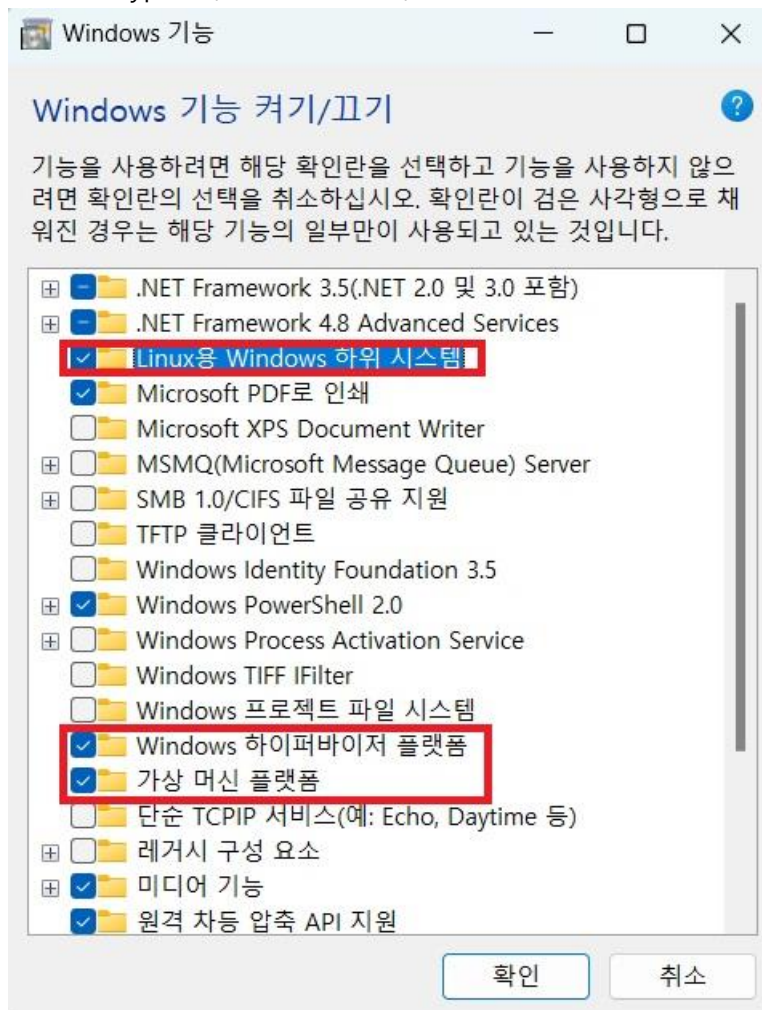 Windows 기능
Windows 기능 켜기/끄기
기능을 사용하려면 해당 확인란을 선택하고 기능을 사용하지 않으
려면 확인란의 선택을 취소하십시오. 확인란이 검은 사각형으로 채
워진 경우는 해당 기능의 일부만이 사용되고 있는 것입니다.
.NET Framework 3.5(.NET 2.0 및 3.0 포함)
.NET Framework 4.8 Advanced Services
Linux용 Windows 하위 시스템
Microsoft PDF로 인쇄
Microsoft XPS Document Writer
MSMQ(Microsoft Message Queue) Server
SMB 1.0/CIFS 파일 공유 지원
TFTP 클라이언트
Windows Identity Foundation 3.5
Windows PowerShell 2.0
Windows Process Activation Service
Windows TIFF IFilter
Windows 프로젝트 파일 시스템
Windows 하이퍼바이저 플랫폼
가상 머신 플랫폼
단순 TCPIP 서비스(예: Echo, Daytime 등)
레거시 구성 요소
미디어 기능
원격 차등 압축 API 지원
확인
취소